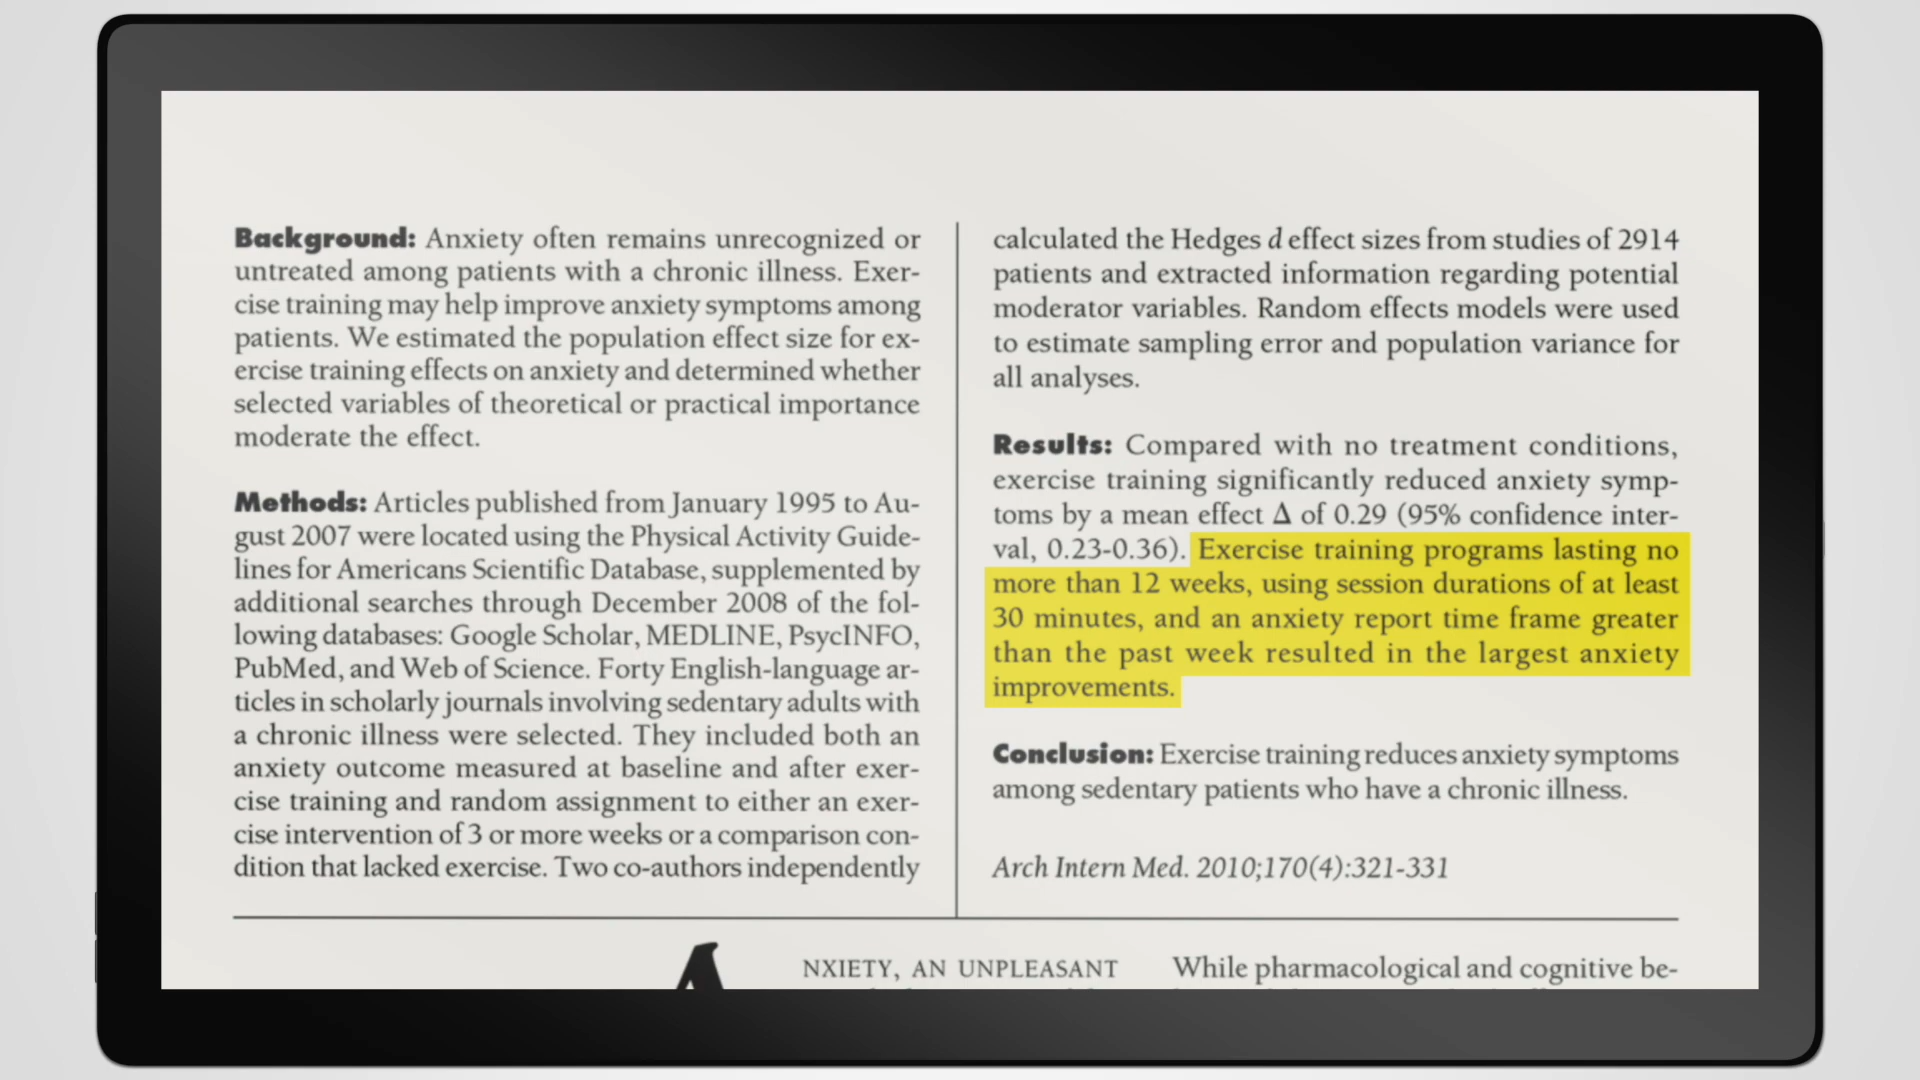 Background: Anxiety often remains unrecognized or
untreated among patients with a chronic illness. Exer-
cise training may help improve anxiety symptoms among
patients. We estimated the population effect size for ex-
ercise training effects on anxiety and determined whether
selected variables of theoretical or practical importance
moderate the effect.
Methods: Articles published from January 1995 to Au-
gust 2007 were located using the Physical Activity Guide-
lines for Americans Scientific Database, supplemented by
additional searches through December 2008 of the fol-
lowing databases: Google Scholar, MEDLINE, PsycINFO,
PubMed, and Web of Science. Forty English-language ar-
ticles in scholarly journals involving sedentary adults with
a chronic illness were selected. They included both an
anxiety outcome measured at baseline and after exer-
cise training and random assignment to either an exer-
cise intervention of 3 or more weeks or a comparison con-
dition that lacked exercise. Two co-authors independently
calculated the Hedges d effect sizes from studies of 2914
patients and extracted information regarding potential
moderator variables. Random effects models were used
to estimate sampling error and population variance for
all analyses.
Results: Compared with no treatment conditions,
exercise training significantly reduced anxiety symp-
toms by a mean effect Δ of 0.29 (95% confidence inter-
val, 0.23-0.36). Exercise training programs lasting no
more than 12 weeks, using session durations of at least
30 minutes, and an anxiety report time frame greater
than the past week resulted in the largest anxiety
improvements.
Conclusion: Exercise training reduces anxiety symptoms
among sedentary patients who have a chronic illness.
Arch Intern Med. 2010;170(4):321-331
ANXIETY, AN UNPLEASANT
While pharmacological and cognitive be-